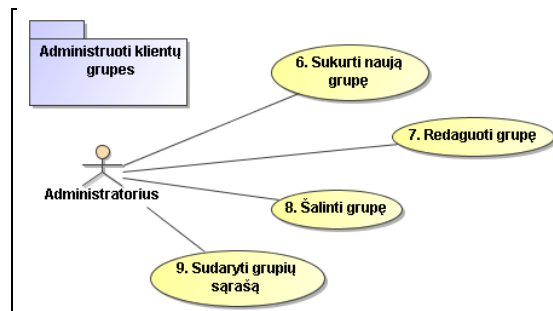 Administruoti klientų
grupes
6. Sukurti naują
grupę
7. Redaguoti grupę
Administratorius
8. Šalinti grupę
9. Sudaryti grupių
sąrašą